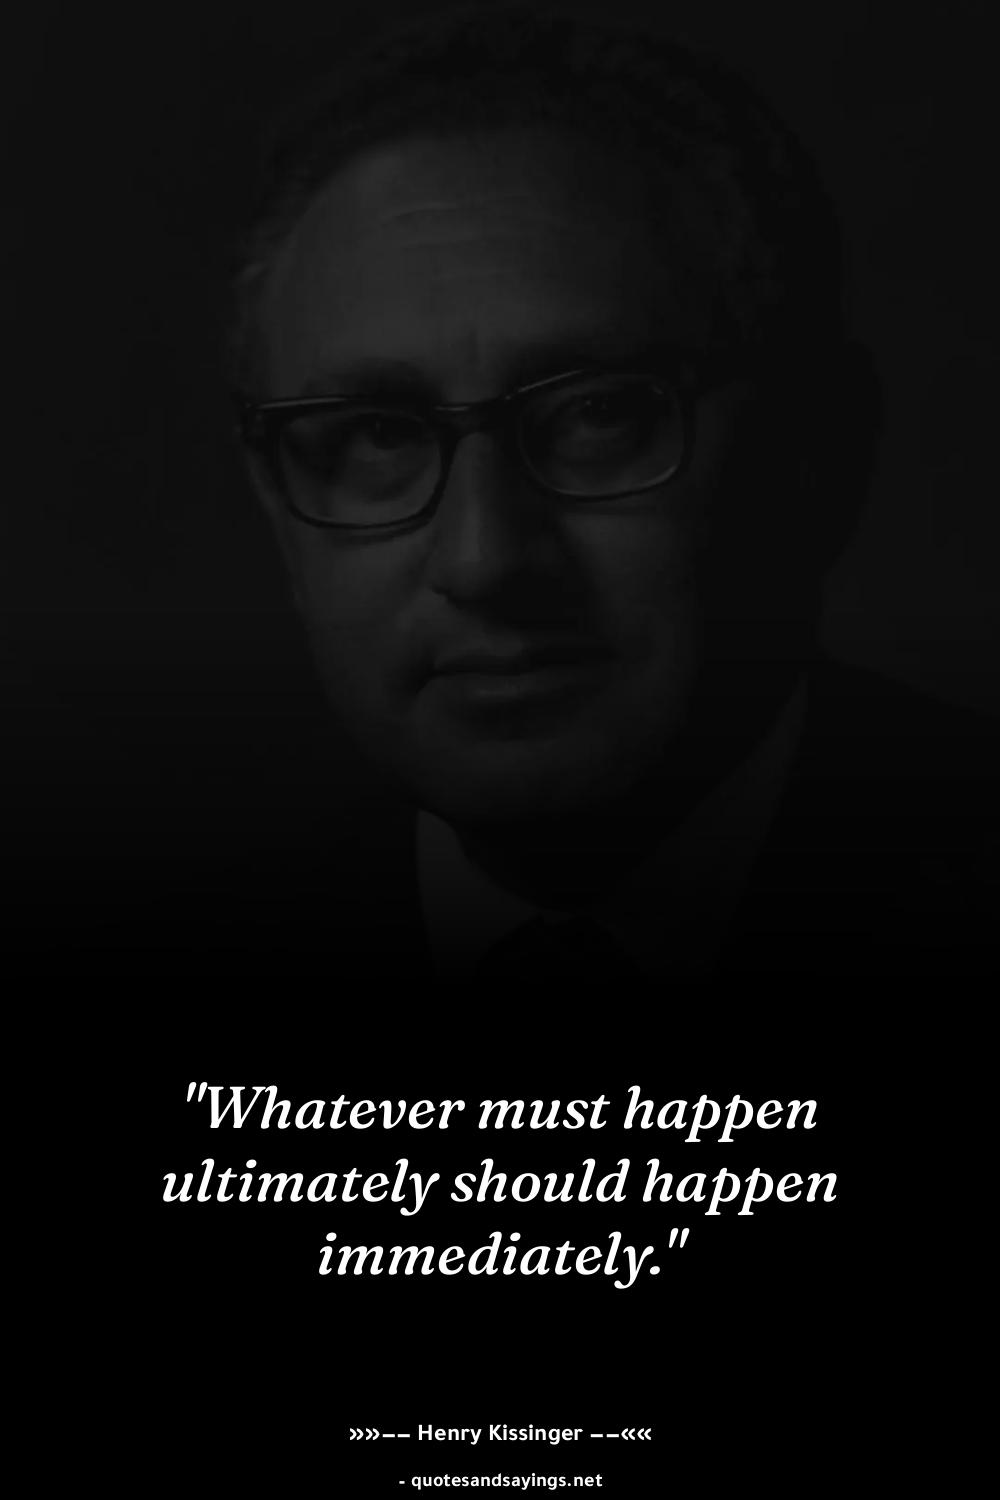 "Whatever must happen
ultimately should happen
immediately."
»»−− Henry Kissinger −−««
- quotesandsayings.net